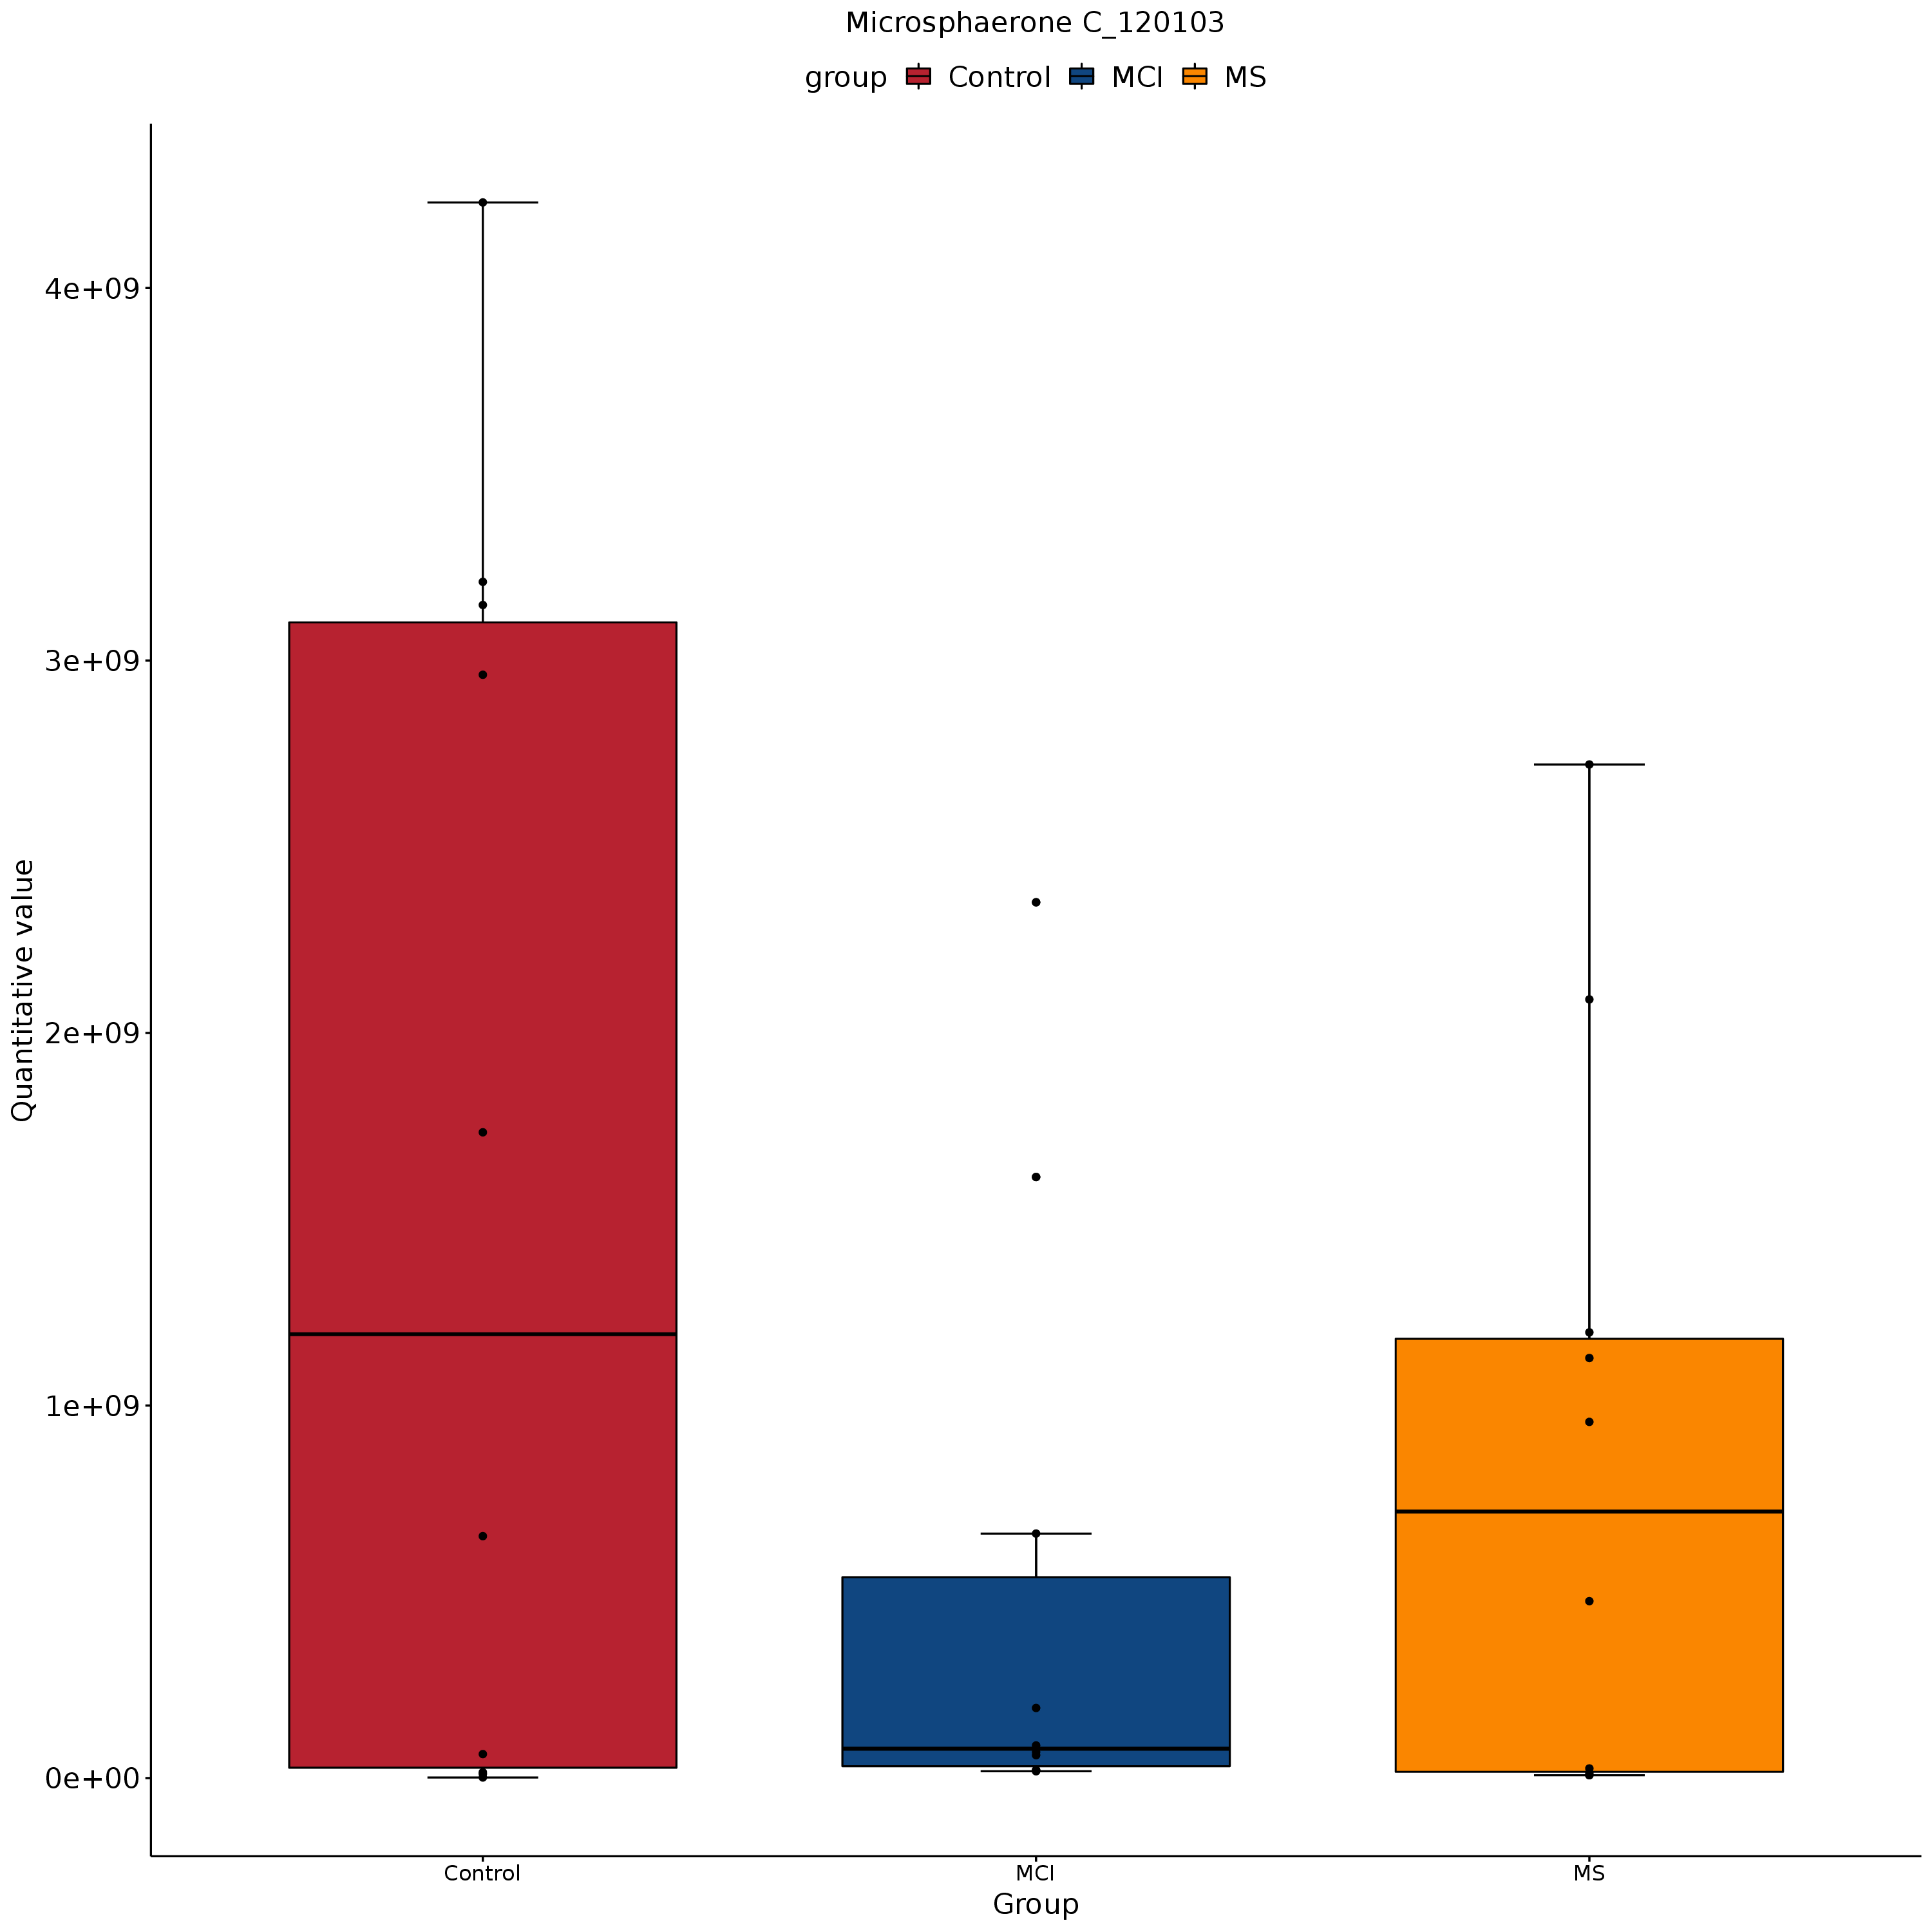 Microsphaerone C_120103
group Control MCI MS
Quantitative value
4e+09
3e+09
2e+09
1e+09
0e+00
Control MCI MS
Group